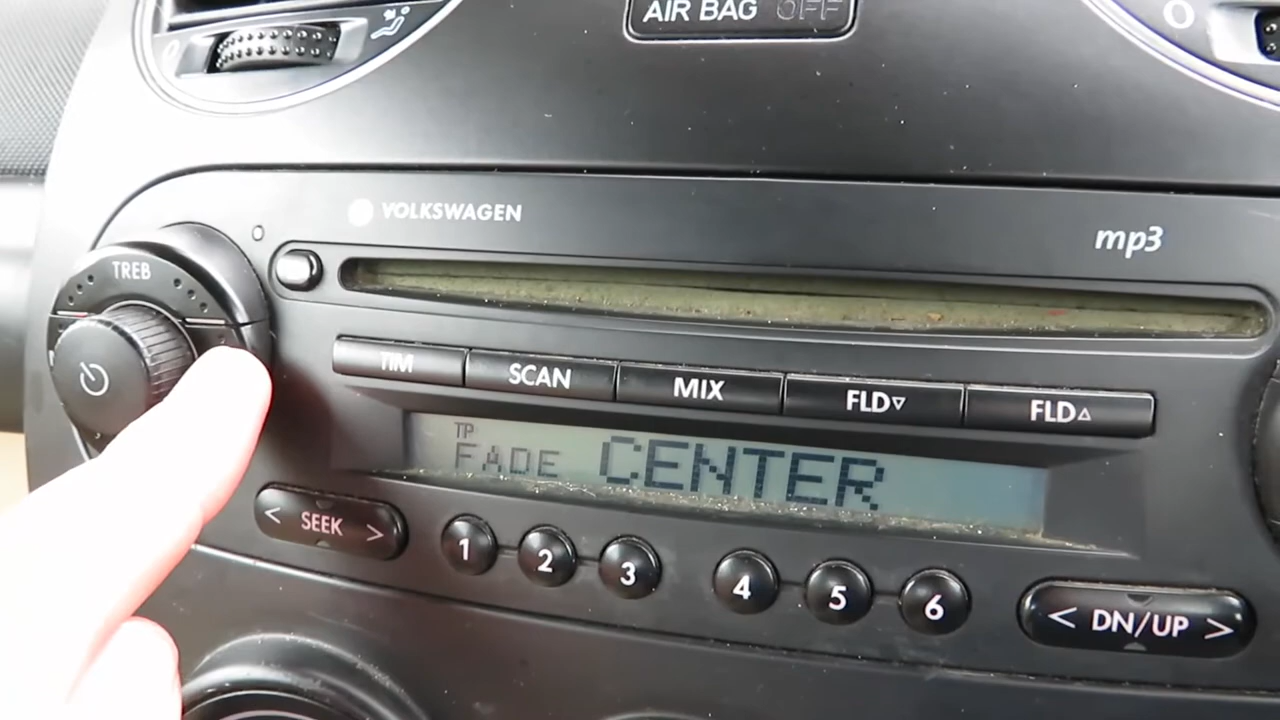 AIR BAG OFF
O
VOLKSWAGEN
mp3
TREB
TIM
SCAN
MIX
FLD▽
FLD△
TP
FADE CENTER
< SEEK >
1
2
3
4
5
6
< DN/UP >